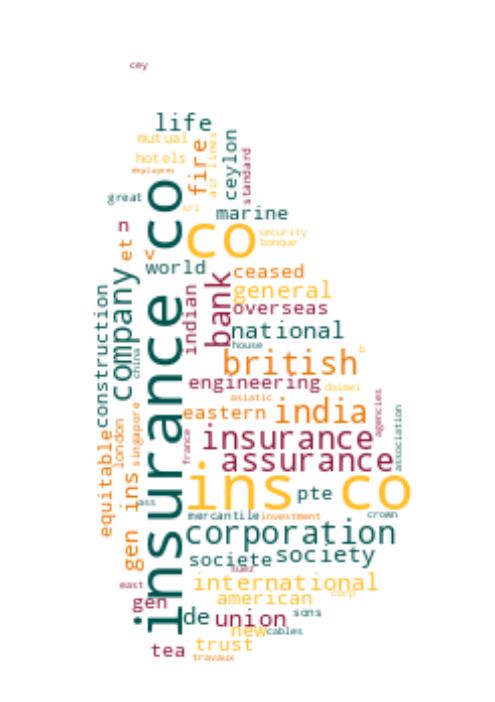 cey
life
mutual
hotels
employees
fire
air lines
ceylon
standard
great
sri
marine
n
et
v
co
security
banque
world
ceased
general
overseas
indian
bank
national
house
construction
company
china
insurance co
british
b
engineering
daimei
asiatic
eastern
india
agencies
association
france
insurance
assurance
equitable
london
singapore
gen ins
ass
ins co
pte
mercantile
investment
crown
corporation
societe
society
suez
east
international
american
corp
gen
de
union
sons
new
cables
tea
trust
travaux